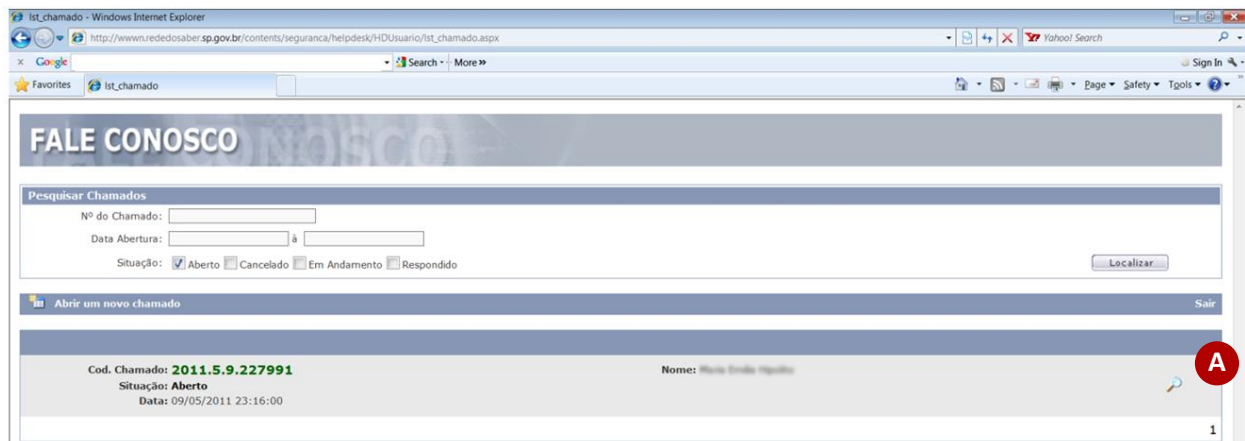 lst_chamado - Windows Internet Explorer
http://wwwn.rededosaber.sp.gov.br/contents/seguranca/helpdesk/HDUsuario/lst_chamado.aspx
Yahoo! Search
x Google Search More »
Sign In
Favorites lst_chamado
Page Safety Tools
FALE CONOSCO
Pesquisar Chamados
Nº do Chamado:
Data Abertura: à
Situação: Aberto Cancelado Em Andamento Respondido
Localizar
Abrir um novo chamado Sair
Cod. Chamado: 2011.5.9.227991 Nome:
A
Situação: Aberto
Data: 09/05/2011 23:16:00
1